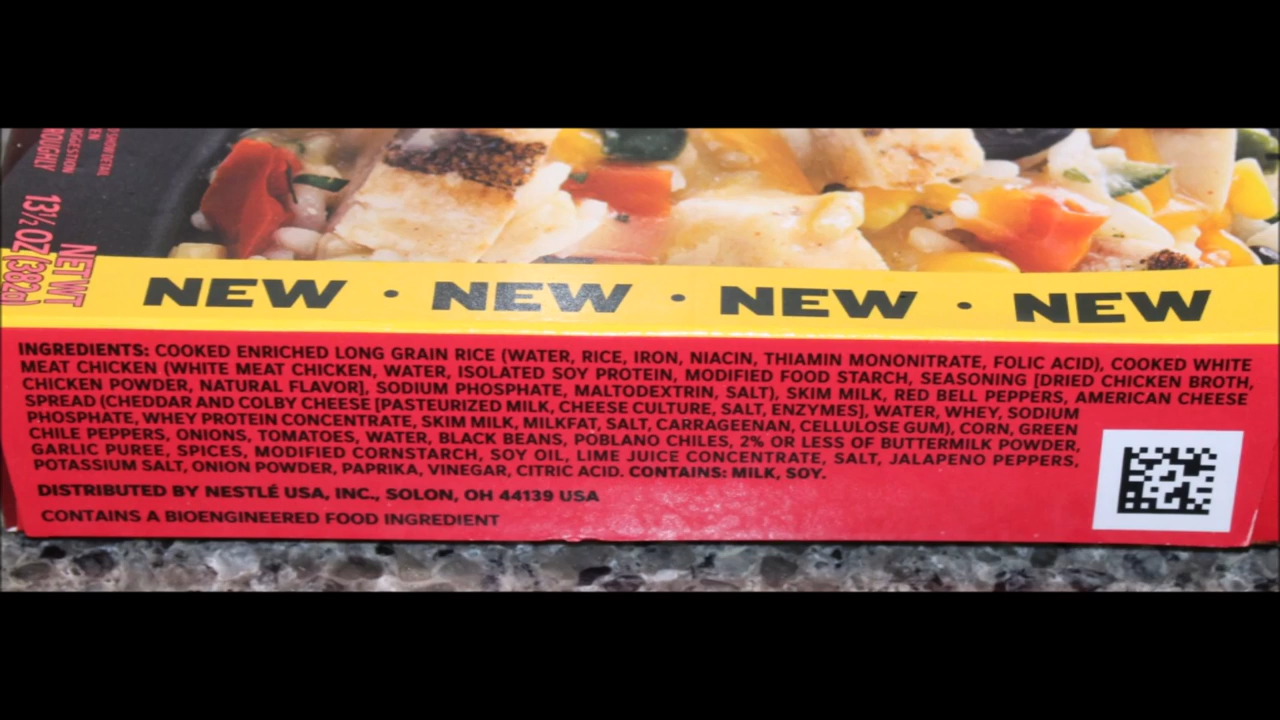 NEW • NEW • NEW • NEW
NET WT
13½ OZ (382g)
INGREDIENTS: COOKED ENRICHED LONG GRAIN RICE (WATER, RICE, IRON, NIACIN, THIAMIN MONONITRATE, FOLIC ACID), COOKED WHITE
MEAT CHICKEN (WHITE MEAT CHICKEN, WATER, ISOLATED SOY PROTEIN, MODIFIED FOOD STARCH, SEASONING [DRIED CHICKEN BROTH,
CHICKEN POWDER, NATURAL FLAVOR], SODIUM PHOSPHATE, MALTODEXTRIN, SALT), SKIM MILK, RED BELL PEPPERS, AMERICAN CHEESE
SPREAD (CHEDDAR AND COLBY CHEESE [PASTEURIZED MILK, CHEESE CULTURE, SALT, ENZYMES], WATER, WHEY, SODIUM
PHOSPHATE, WHEY PROTEIN CONCENTRATE, SKIM MILK, MILKFAT, SALT, CARRAGEENAN, CELLULOSE GUM), CORN, GREEN
CHILE PEPPERS, ONIONS, TOMATOES, WATER, BLACK BEANS, POBLANO CHILES, 2% OR LESS OF BUTTERMILK POWDER,
GARLIC PUREE, SPICES, MODIFIED CORNSTARCH, SOY OIL, LIME JUICE CONCENTRATE, SALT, JALAPENO PEPPERS,
POTASSIUM SALT, ONION POWDER, PAPRIKA, VINEGAR, CITRIC ACID. CONTAINS: MILK, SOY.
DISTRIBUTED BY NESTLÉ USA, INC., SOLON, OH 44139 USA
CONTAINS A BIOENGINEERED FOOD INGREDIENT